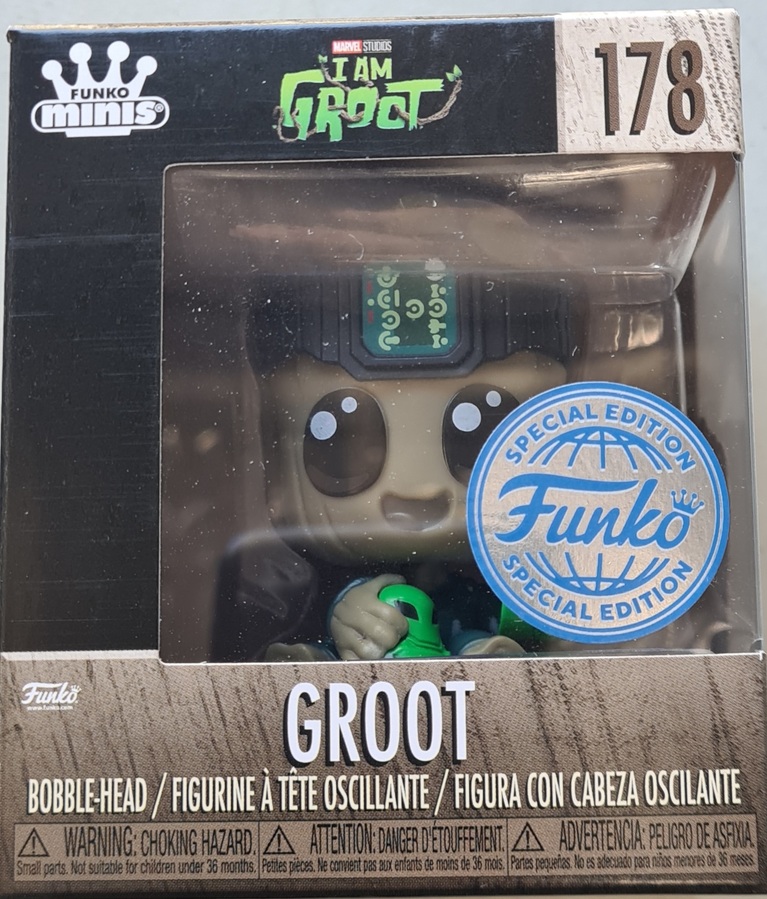 FUNKO
minis®
MARVEL STUDIOS
I AM
GROOT
178
SPECIAL EDITION
Funko
SPECIAL EDITION
Funko
www.funko.com
GROOT
BOBBLE-HEAD / FIGURINE À TÊTE OSCILLANTE / FIGURA CON CABEZA OSCILANTE
WARNING: CHOKING HAZARD.
Small parts. Not suitable for children under 36 months.
ATTENTION: DANGER D'ÉTOUFFEMENT.
Petites pièces. Ne convient pas aux enfants de moins de 36 mois.
ADVERTENCIA: PELIGRO DE ASFIXIA.
Partes pequeñas. No es adecuado para niños menores de 36 meses.